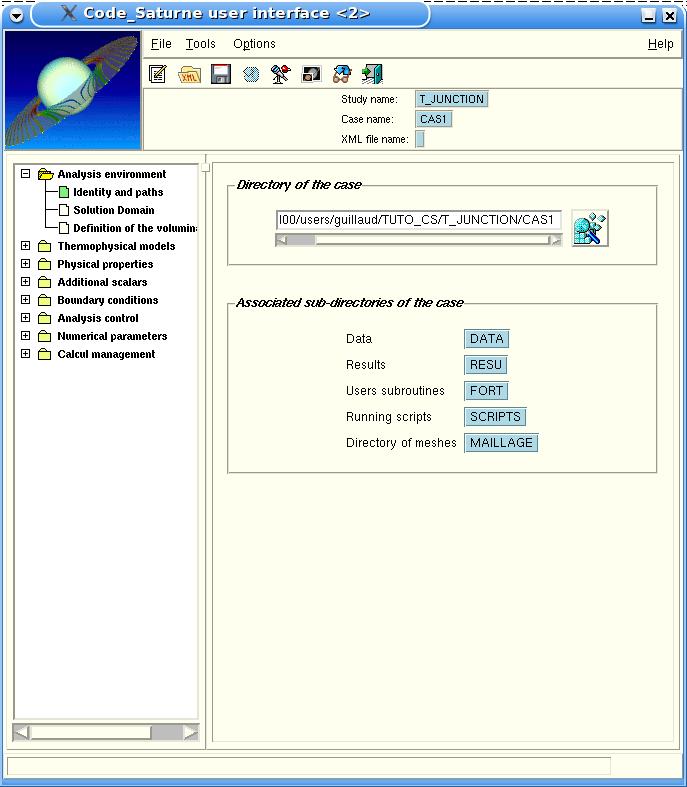 Code_Saturne user interface <2>
File Tools Options Help
XML
Study name: T_JUNCTION
Case name: CAS1
XML file name:
Analysis environment
Identity and paths
Solution Domain
Definition of the volumin
Thermophysical models
Physical properties
Additional scalars
Boundary conditions
Analysis control
Numerical parameters
Calcul management
Directory of the case
l00/users/guillaud/TUTO_CS/T_JUNCTION/CAS1
Associated sub-directories of the case
Data DATA
Results RESU
Users subroutines FORT
Running scripts SCRIPTS
Directory of meshes MAILLAGE